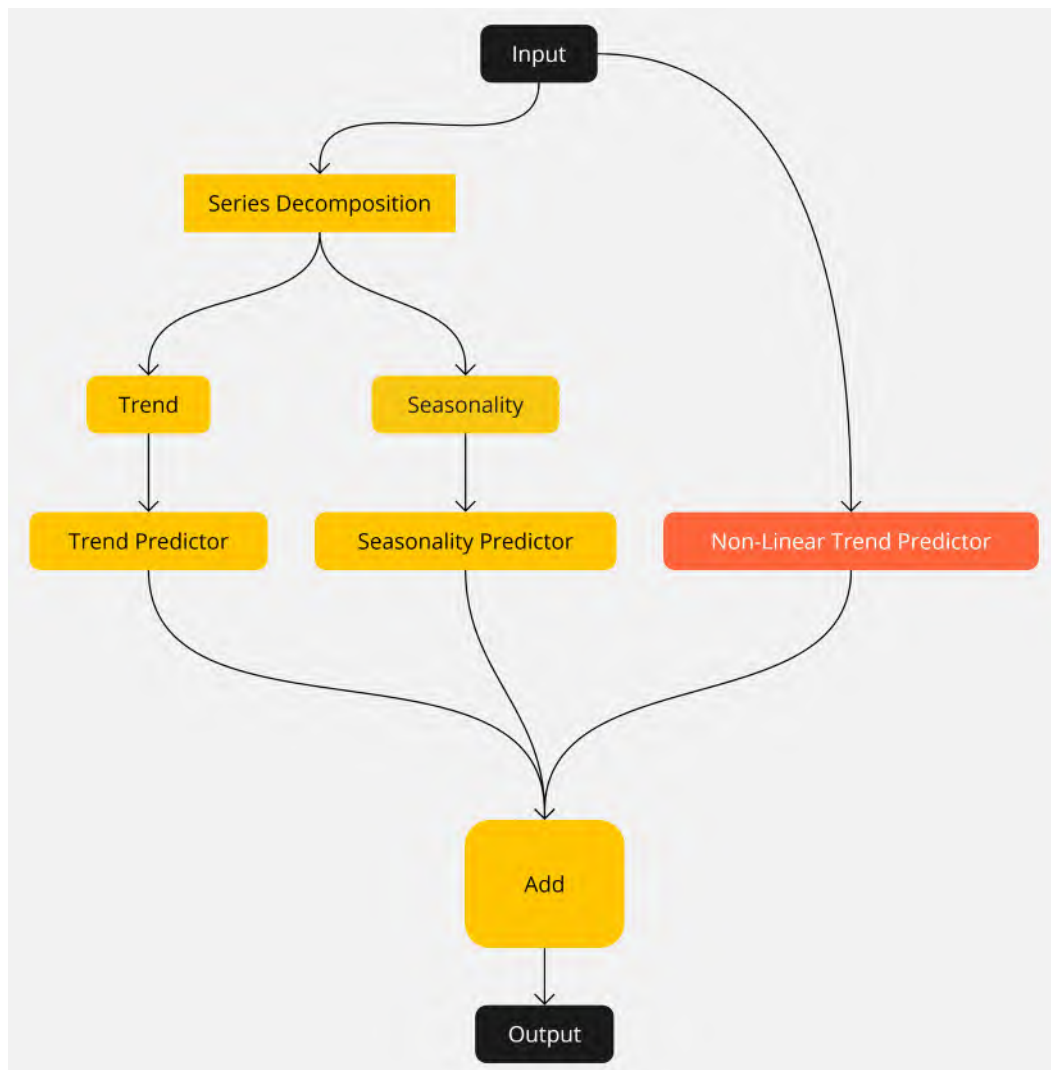 Input
Series Decomposition
Trend
Seasonality
Trend Predictor
Seasonality Predictor
Non-Linear Trend Predictor
Add
Output